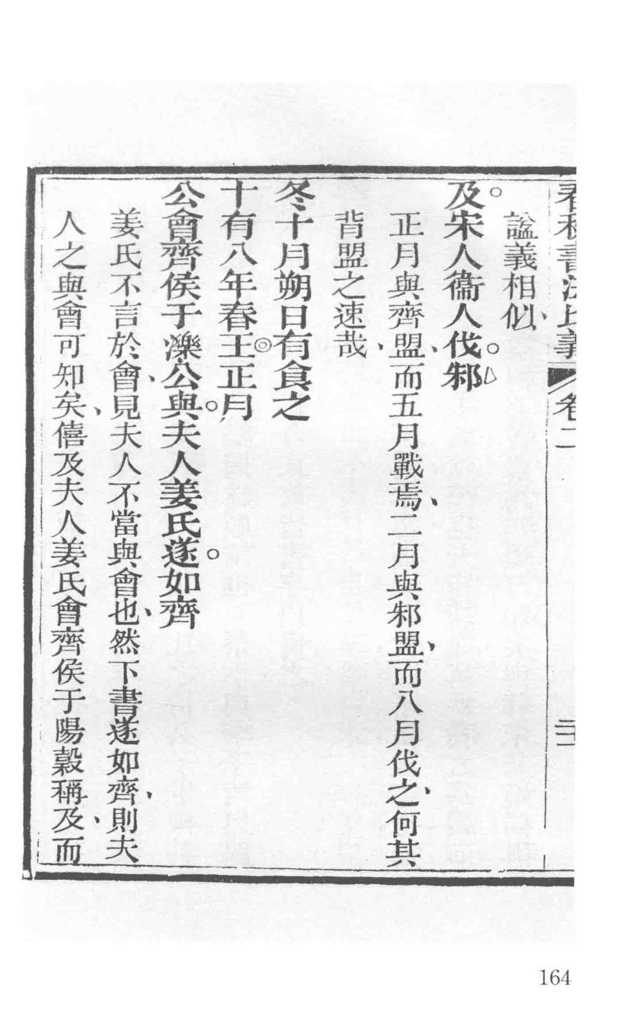 春秋書法比義 卷二 二十一
諡義相似、
及宋人衞人伐邾
正月與齊盟、而五月戰焉、二月與邾盟、而八月伐之、何其
背盟之速哉、
冬十月朔日有食之
十有八年春王正月
公會齊侯于濼公與夫人姜氏遂如齊
姜氏不言於會、見夫人不當與會也、然下書遂如齊、則夫
人之與會可知矣、僖及夫人姜氏會齊侯于陽穀稱及、而
164